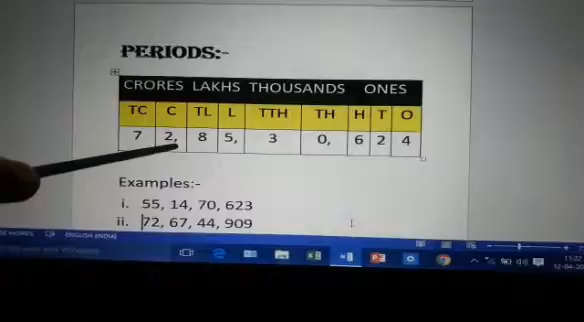 PERIODS:-
CRORES LAKHS THOUSANDS ONES
TC C TL L TTH TH H T O
7 2, 8 5, 3 0, 6 2 4
Examples:-
i. 55, 14, 70, 623
ii. 72, 67, 44, 909
WORDS ENGLISH (INDIA)
11:22